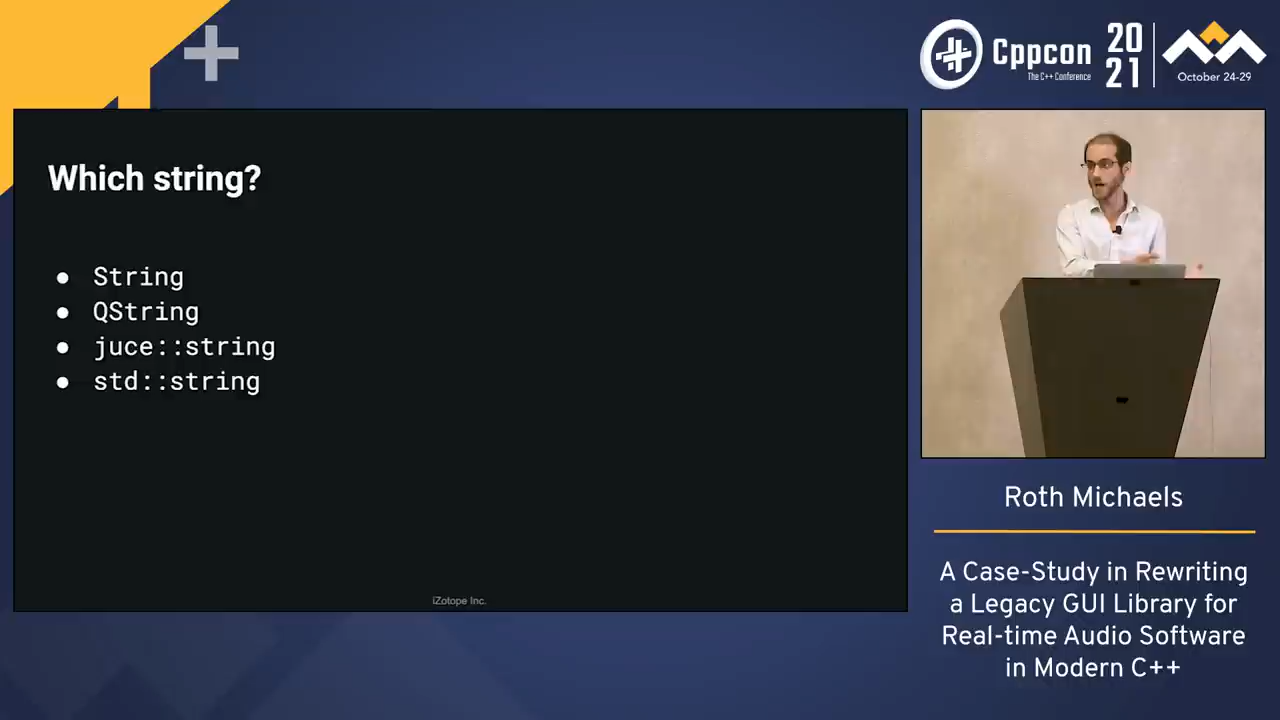 Cppcon
The C++ Conference
20
21
October 24-29
Which string?
● String
● QString
● juce::string
● std::string
iZotope Inc.
Roth Michaels
A Case-Study in Rewriting
a Legacy GUI Library for
Real-time Audio Software
in Modern C++